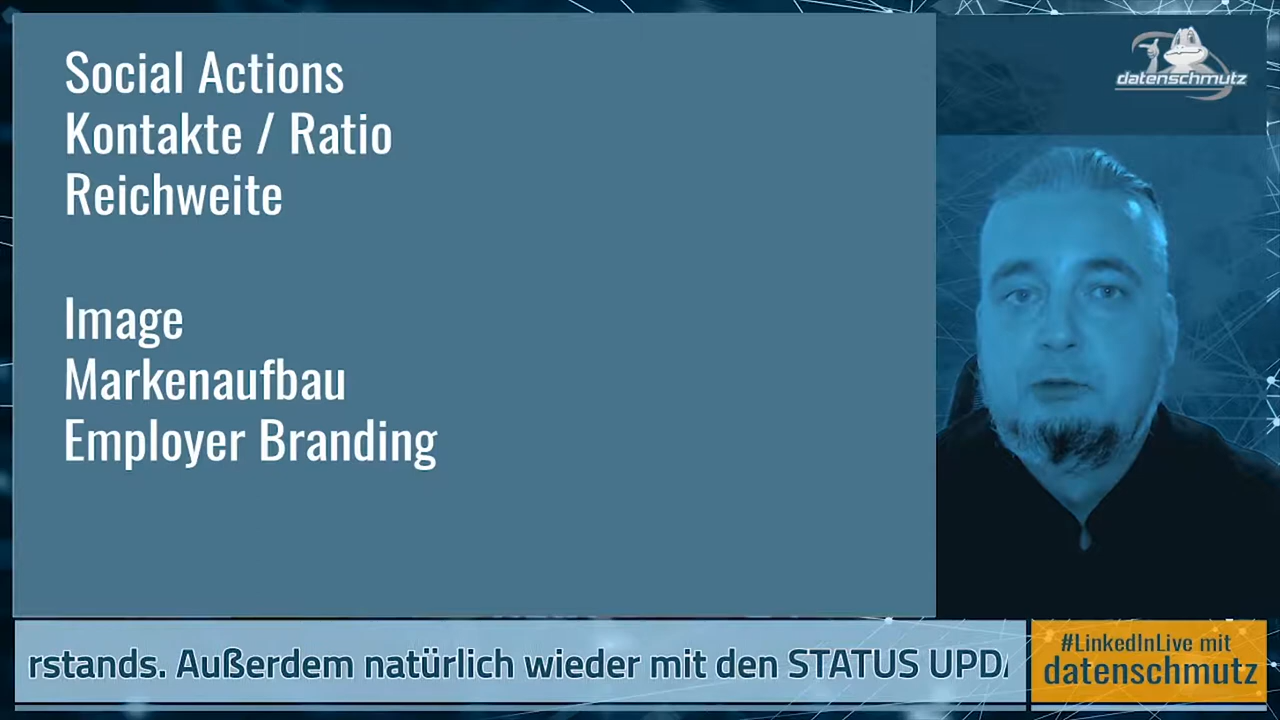 Social Actions
Kontakte / Ratio
Reichweite
Image
Markenaufbau
Employer Branding
datenschmutz
rstands. Außerdem natürlich wieder mit den STATUS UPD
#LinkedInLive mit
datenschmutz